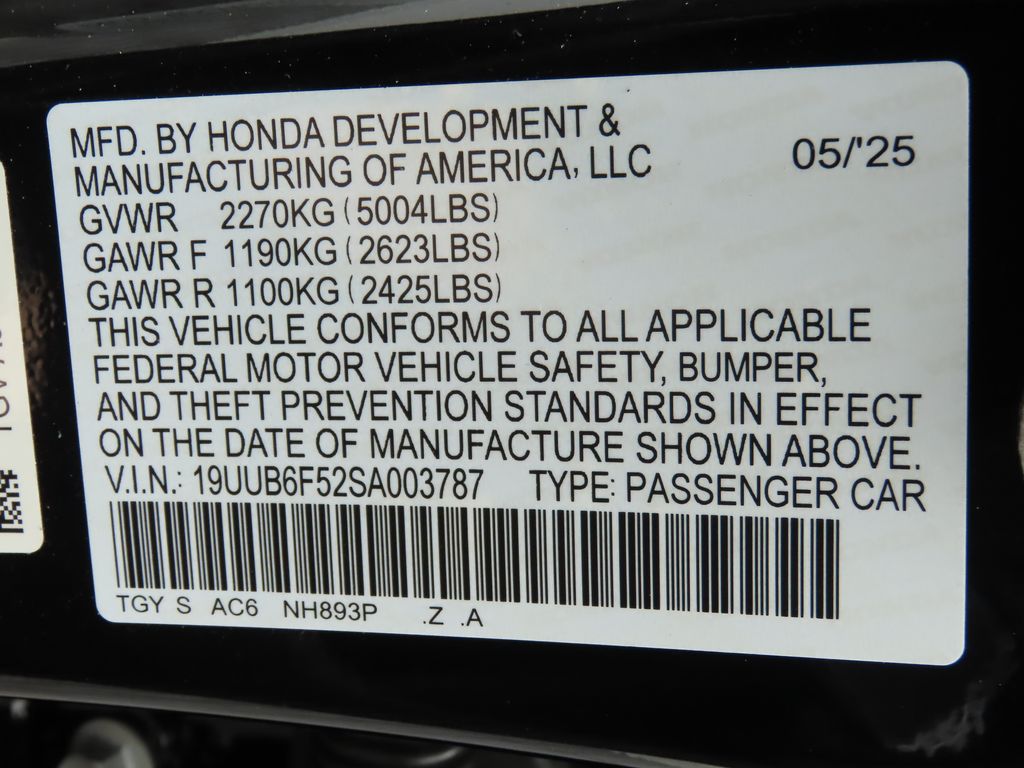 MFD. BY HONDA DEVELOPMENT &
MANUFACTURING OF AMERICA, LLC 05/'25
GVWR 2270KG (5004LBS)
GAWR F 1190KG (2623LBS)
GAWR R 1100KG (2425LBS)
THIS VEHICLE CONFORMS TO ALL APPLICABLE
FEDERAL MOTOR VEHICLE SAFETY, BUMPER,
AND THEFT PREVENTION STANDARDS IN EFFECT
ON THE DATE OF MANUFACTURE SHOWN ABOVE.
V.I.N.: 19UUB6F52SA003787 TYPE: PASSENGER CAR
TGY S AC6 NH893P .Z .A